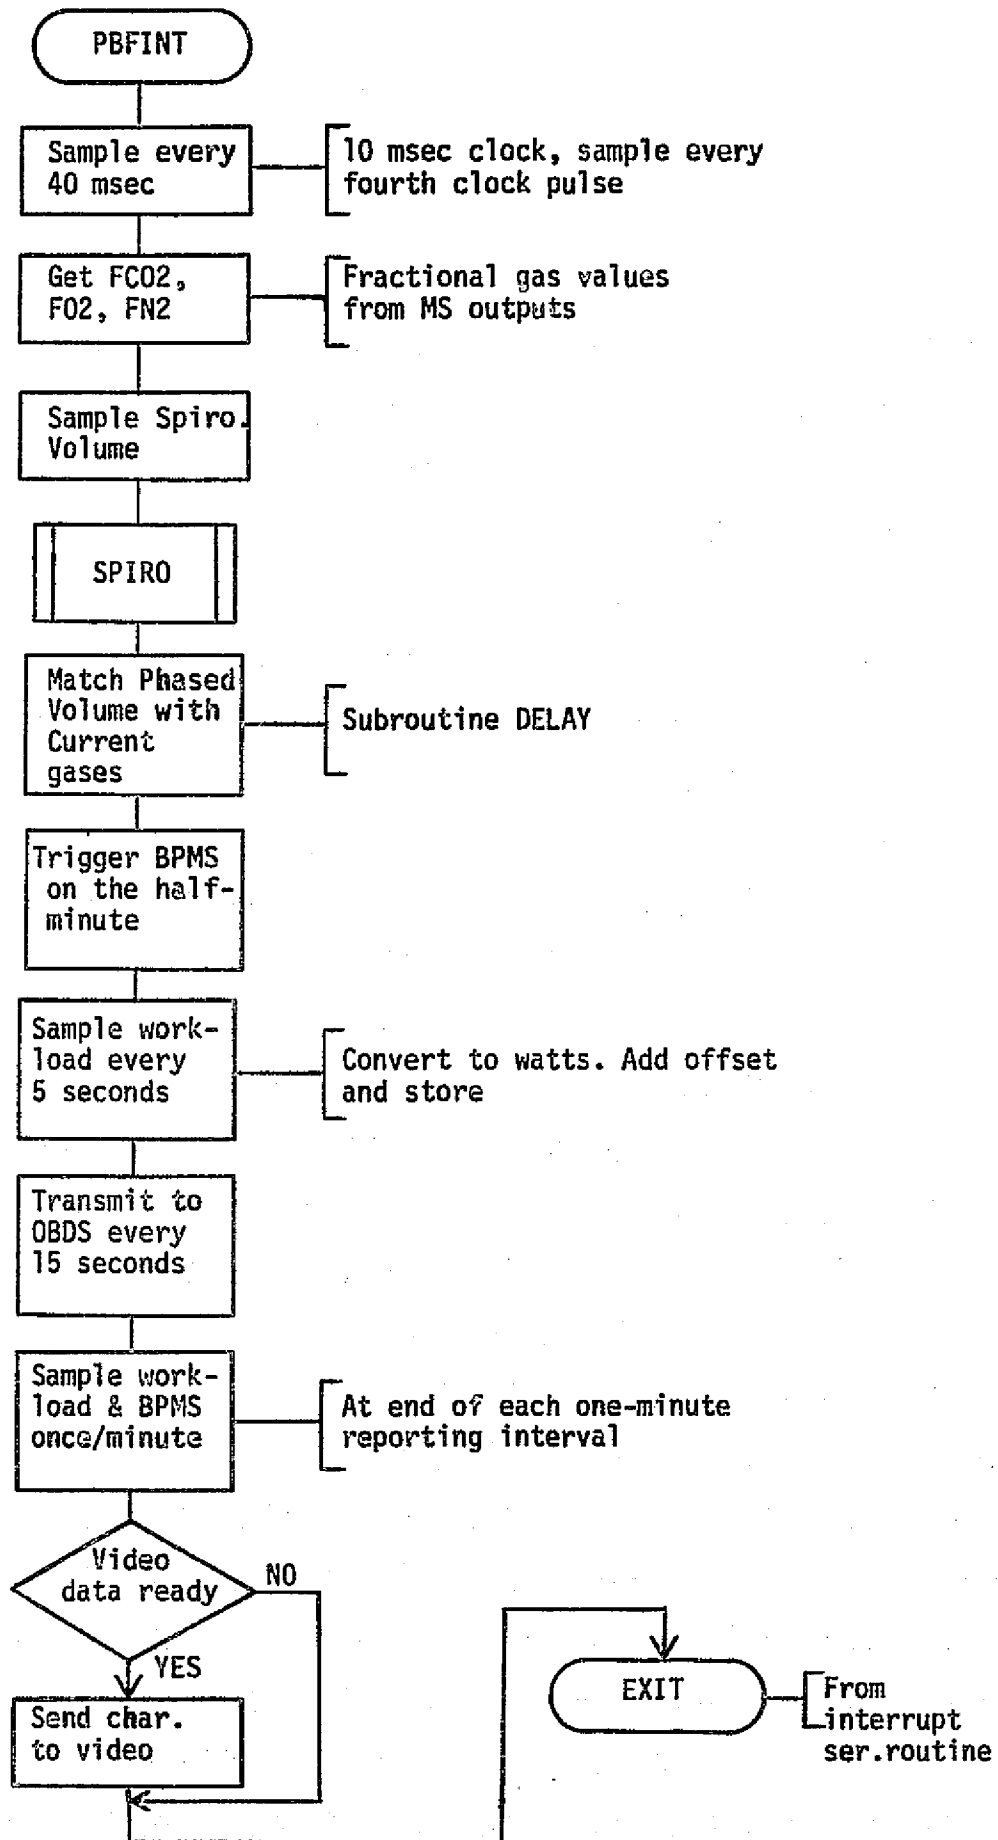 PBFINT
Sample every
40 msec
10 msec clock, sample every
fourth clock pulse
Get FCO2,
FO2, FN2
Fractional gas values
from MS outputs
Sample Spiro.
Volume
SPIRO
Match Phased
Volume with
Current
gases
Subroutine DELAY
Trigger BPMS
on the half-
minute
Sample work-
load every
5 seconds
Convert to watts. Add offset
and store
Transmit to
OBDS every
15 seconds
Sample work-
load & BPMS
once/minute
At end of each one-minute
reporting interval
Video
data ready
NO
YES
Send char.
to video
EXIT
From
interrupt
ser.routine